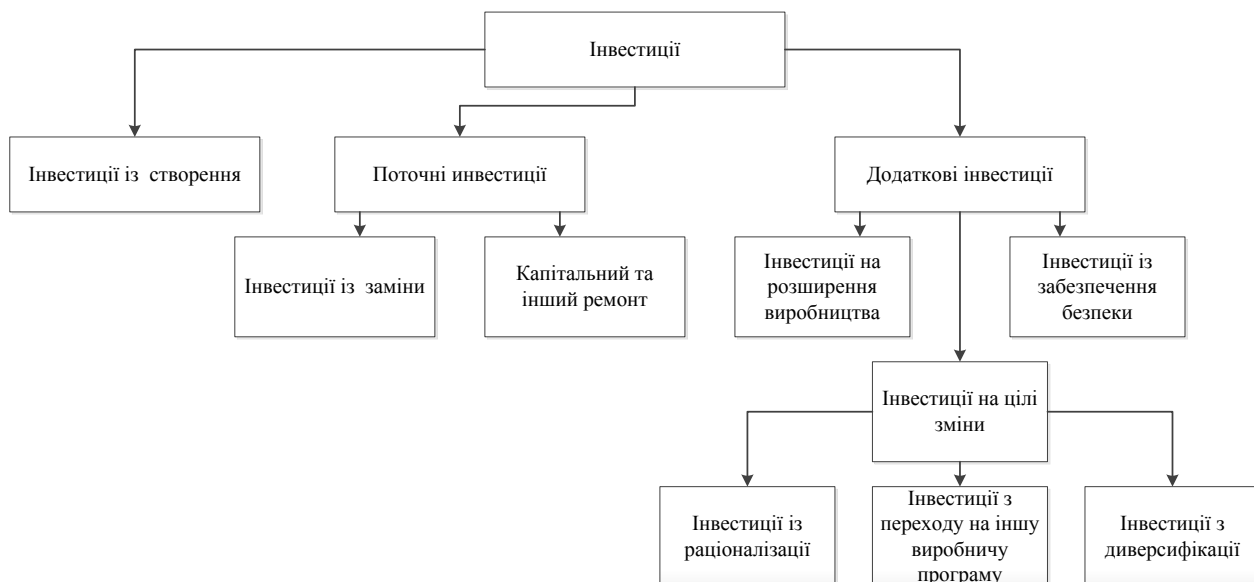 Інвестиції
Інвестиції із створення
Поточні инвестиції
Додаткові інвестиції
Інвестиції із заміни
Капітальний та
інший ремонт
Інвестиції на
розширення
виробництва
Інвестиції із
забезпечення
безпеки
Інвестиції на цілі
зміни
Інвестиції із
раціоналізації
Інвестиції з
переходу на іншу
виробничу
програму
Інвестиції з
диверсифікації